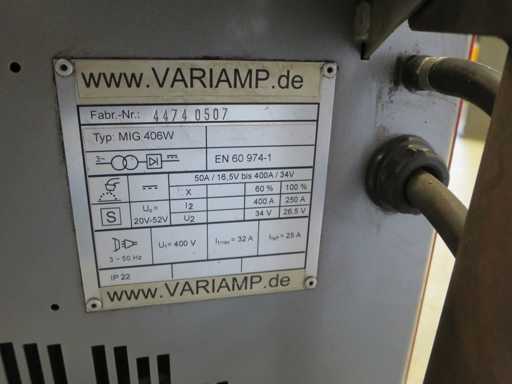 www.VARIAMP.de
Fabr.-Nr.: 4474 0507
Typ: MIG 406W
3~ EN 60 974-1
50A / 16,5V bis 400A / 34V
X 60 % 100 %
I2 400 A 250 A
S U₀= 20V-52V U2 34 V 26,5 V
3 ~ 50 Hz U₁= 400 V I1max= 32 A I1eff= 25 A
IP 22
www.VARIAMP.de